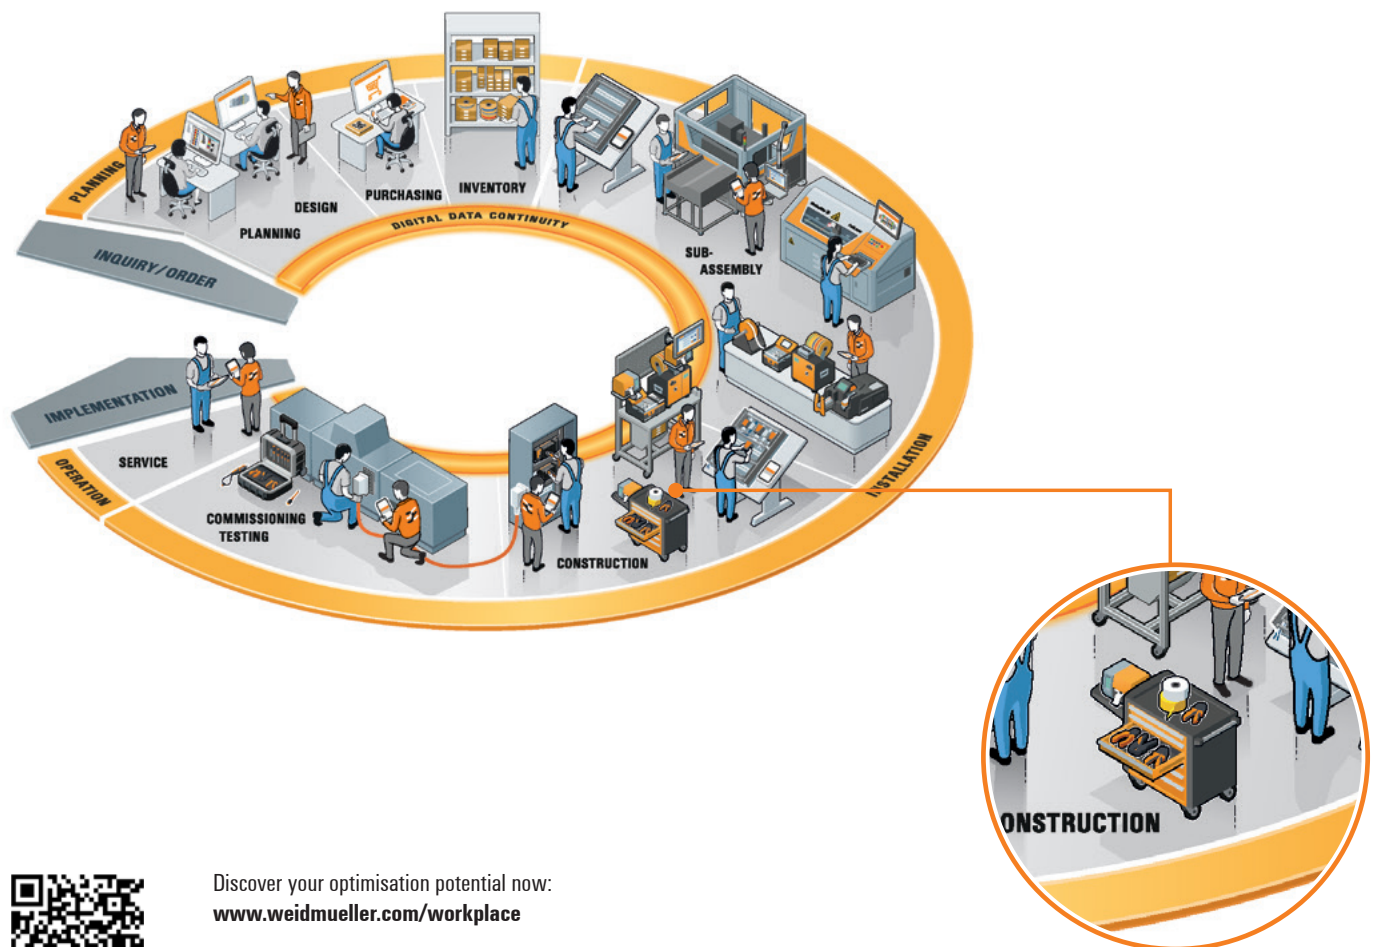 PLANNING
DESIGN
PLANNING
PURCHASING
INVENTORY
DIGITAL DATA CONTINUITY
INQUIRY/ORDER
SUB-
ASSEMBLY
IMPLEMENTATION
INSTALLATION
OPERATION
SERVICE
COMMISSIONING
TESTING
CONSTRUCTION
ONSTRUCTION
Discover your optimisation potential now:
www.weidmueller.com/workplace